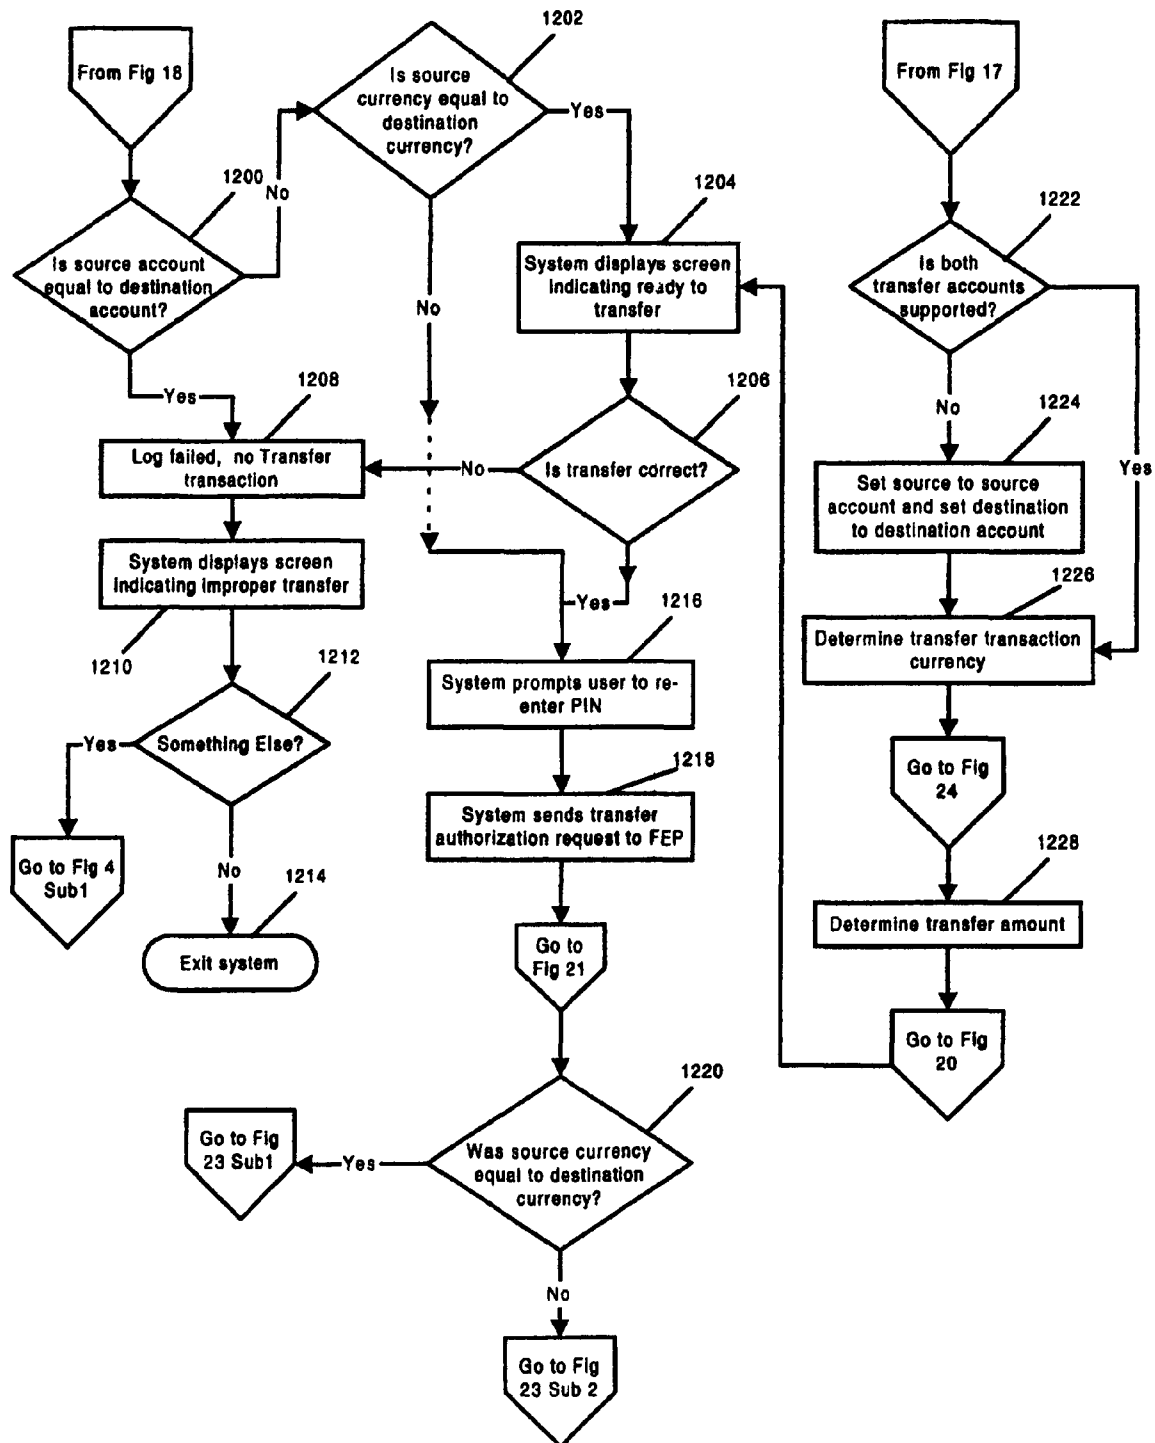 From Fig 18
1200
Is source account
equal to destination
account?
No
Yes
1202
Is source
currency equal to
destination
currency?
Yes
No
1204
System displays screen
indicating ready to
transfer
1206
Is transfer correct?
No
Yes
1208
Log failed, no Transfer
transaction
System displays screen
indicating improper transfer
1210
1212
Something Else?
Yes
Go to Fig 4
Sub1
No
1214
Exit system
1216
System prompts user to re-
enter PIN
1218
System sends transfer
authorization request to FEP
Go to
Fig 21
1220
Was source currency
equal to destination
currency?
Yes
Go to Fig
23 Sub1
No
Go to Fig
23 Sub 2
From Fig 17
1222
Is both
transfer accounts
supported?
No
Yes
1224
Set source to source
account and set destination
to destination account
1226
Determine transfer transaction
currency
Go to Fig
24
1228
Determine transfer amount
Go to Fig
20